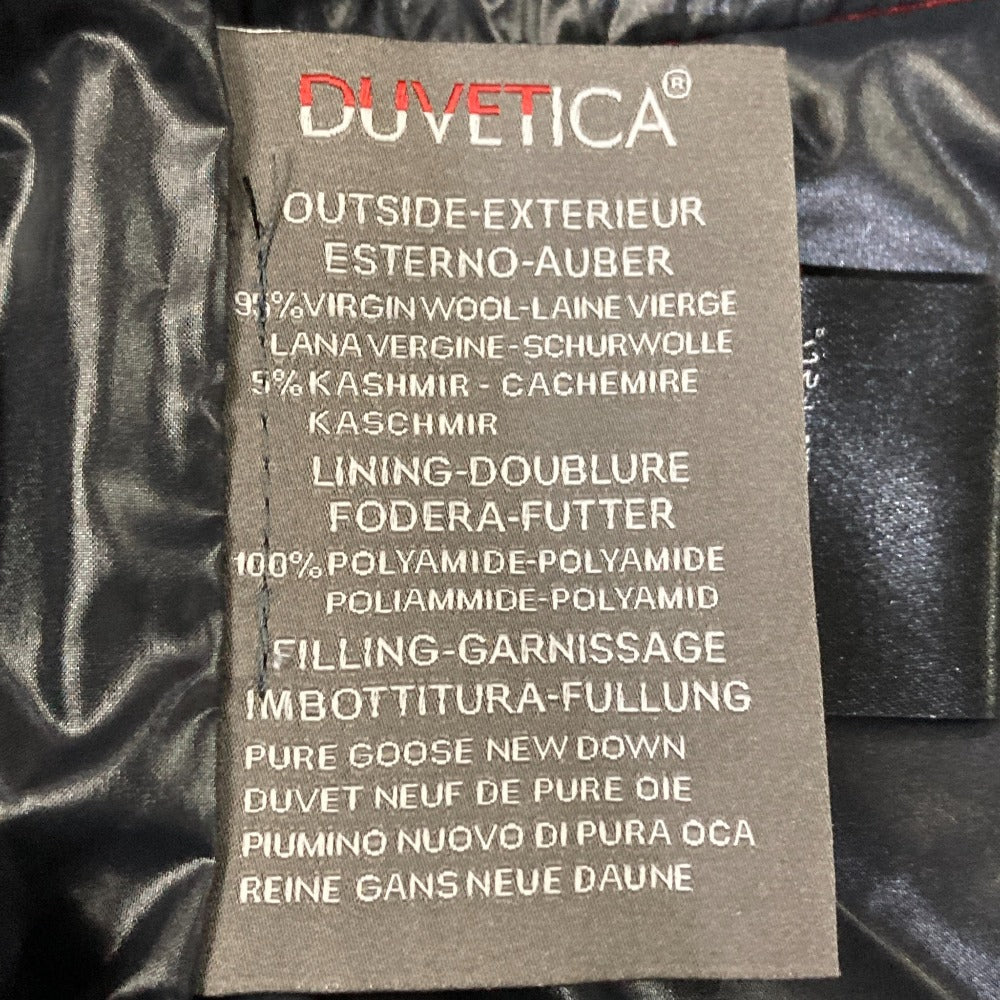 DUVETICA®
OUTSIDE-EXTERIEUR
ESTERNO-AUBER
95%VIRGIN WOOL-LAINE VIERGE
LANA VERGINE-SCHURWOLLE
5% KASHMIR - CACHEMIRE
KASCHMIR
LINING-DOUBLURE
FODERA-FUTTER
100% POLYAMIDE-POLYAMIDE
POLIAMMIDE-POLYAMID
FILLING-GARNISSAGE
IMBOTTITURA-FULLUNG
PURE GOOSE NEW DOWN
DUVET NEUF DE PURE OIE
PIUMINO NUOVO DI PURA OCA
REINE GANS NEUE DAUNE